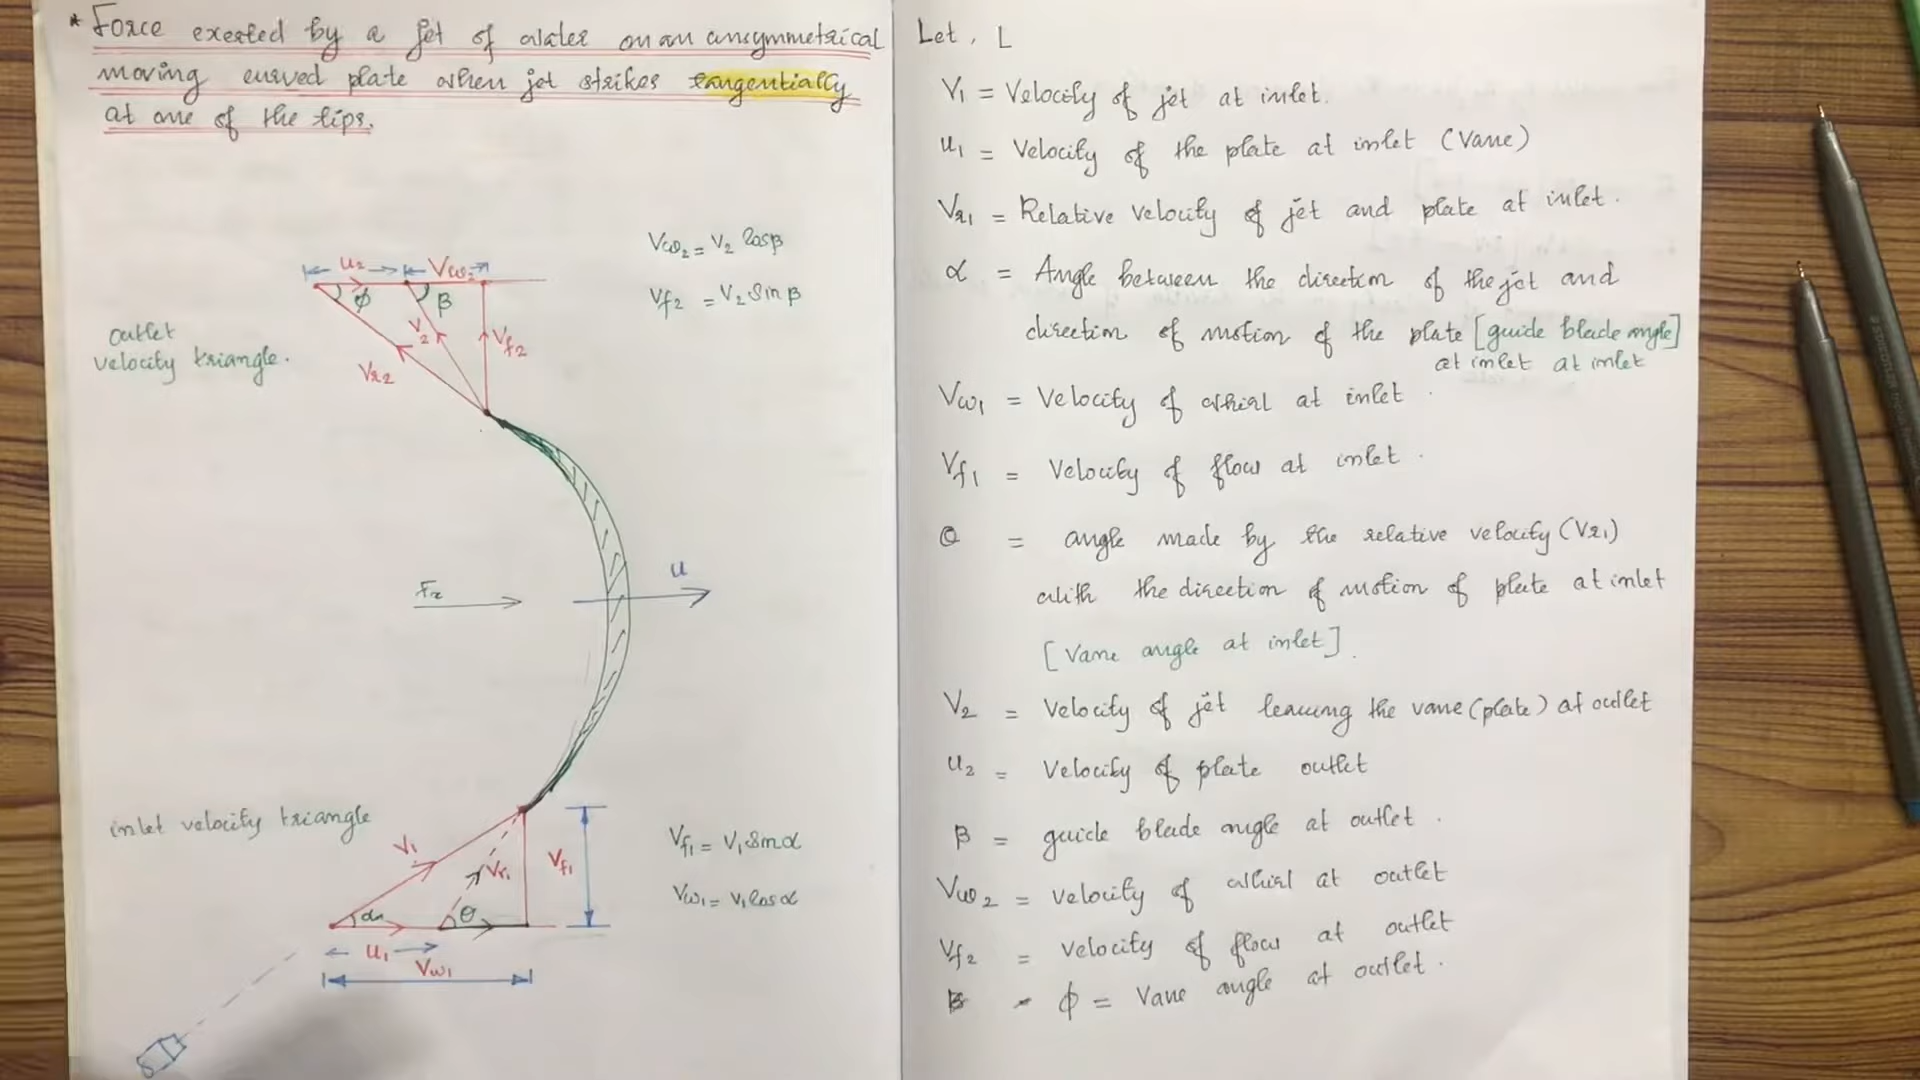 * Force exerted by a jet of water on an unsymmetrical
moving curved plate when jet strikes tangentially
at one of the tips.
Vw2 = V2 cosβ
Vf2 = V2 sinβ
u2 Vw2
φ β
V2
Vf2
Vr2
outlet
velocity triangle.
Fx
u
inlet velocity triangle
V1
Vr1
Vf1
α θ
u1
Vw1
Vf1 = V1 sinα
Vw1 = V1 cosα
Let, L
V1 = Velocity of jet at inlet.
u1 = Velocity of the plate at inlet (Vane)
Vr1 = Relative velocity of jet and plate at inlet.
α = Angle between the direction of the jet and
direction of motion of the plate [guide blade angle]
at inlet at inlet
Vw1 = Velocity of whirl at inlet.
Vf1 = Velocity of flow at inlet.
θ = angle made by the relative velocity (Vr1)
with the direction of motion of plate at inlet
[Vane angle at inlet].
V2 = Velocity of jet leaving the vane (plate) at outlet
u2 = Velocity of plate outlet
β = guide blade angle at outlet.
Vw2 = velocity of whirl at outlet
Vf2 = velocity of flow at outlet
φ = Vane angle at outlet.